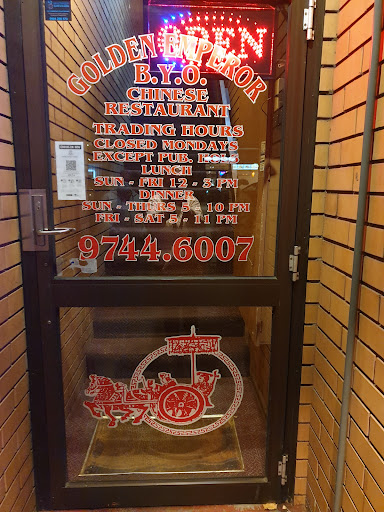 OPEN
GOLDEN EMPEROR
B.Y.O.
CHINESE
RESTAURANT
TRADING HOURS
CLOSED MONDAYS
EXCEPT PUB. HOLS
LUNCH
SUN - FRI 12 - 3 PM
DINNER
SUN - THURS 5 - 10 PM
FRI - SAT 5 - 11 PM
9744.6007